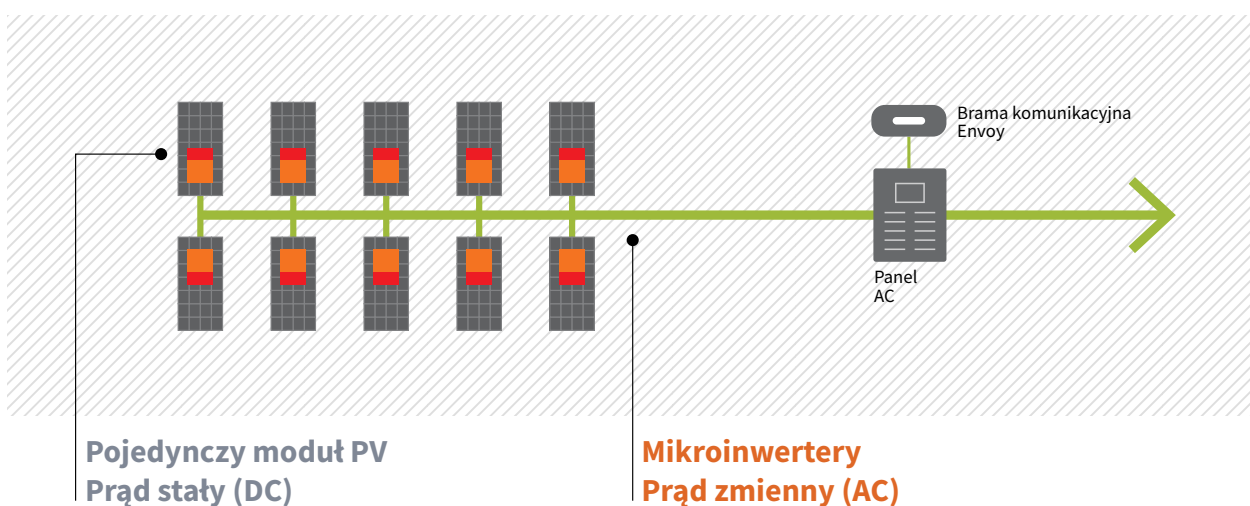 Brama komunikacyjna
Envoy
Panel
AC
Pojedynczy moduł PV
Prąd stały (DC)
Mikroinwertery
Prąd zmienny (AC)